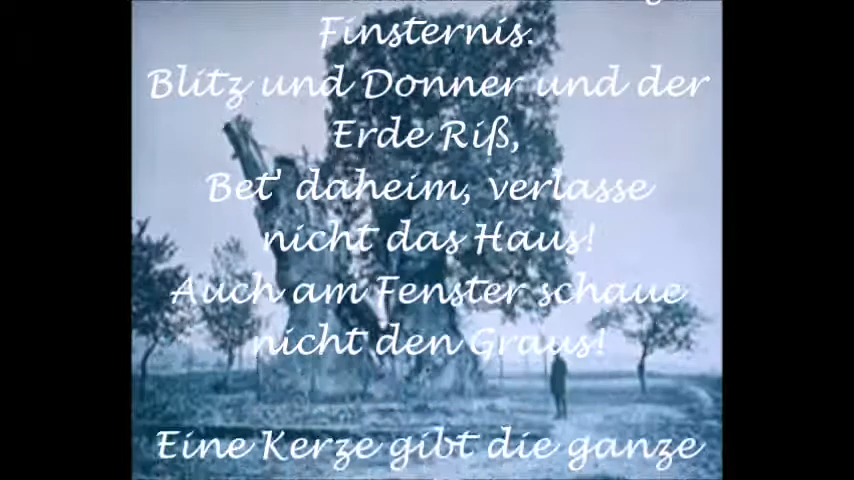 Finsternis.
Blitz und Donner und der
Erde Riß,
Bet' daheim, verlasse
nicht das Haus!
Auch am Fenster schaue
nicht den Graus!
Eine Kerze gibt die ganze